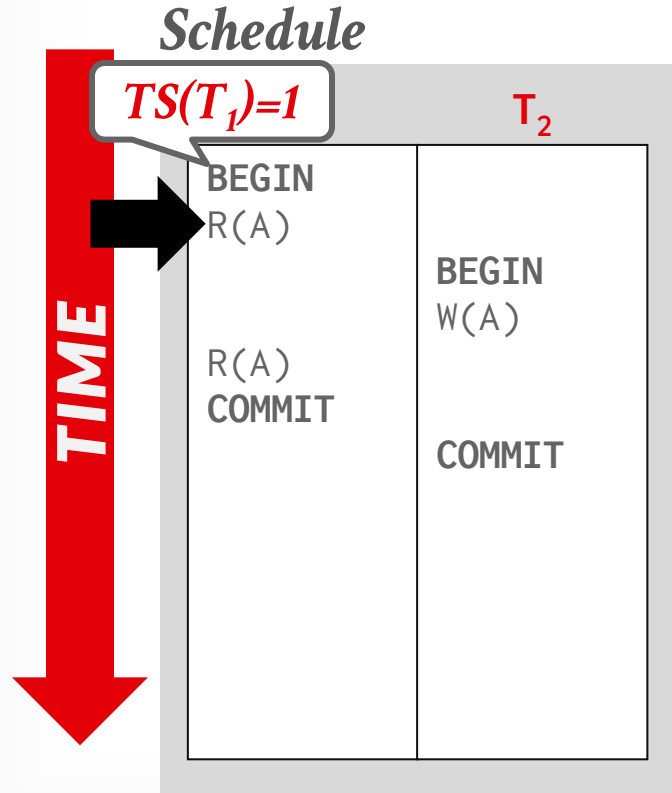 Schedule
TS(T₁)=1
T₂
BEGIN
R(A)
BEGIN
W(A)
R(A)
COMMIT
COMMIT
TIME